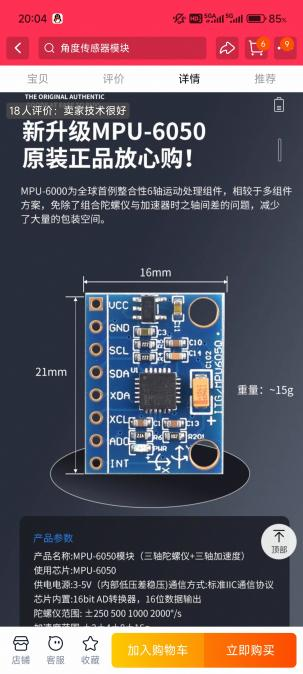 20:04
85%
角度传感器模块
6
9
宝贝
评价
详情
推荐
THE ORIGINAL AUTHENTIC
18人评价：卖家技术很好
新升级MPU-6050
原装正品放心购！
MPU-6000为全球首例整合性6轴运动处理组件，相较于多组件
方案，免除了组合陀螺仪与加速器时之轴间差的问题，减少
了大量的包装空间。
16mm
21mm
重量：~15g
VCC
GND
SCL
SDA
XDA
XCL
ADO
INT
C3
R4
C10
C102
ITG/MPU6050
R6
R201
PWR
产品参数
产品名称:MPU-6050模块（三轴陀螺仪+三轴加速度）
使用芯片:MPU-6050
供电电源:3-5V（内部低压差稳压)通信方式:标准IIC通信协议
芯片内置:16bit AD转换器，16位数据输出
陀螺仪范围: ±250 500 1000 2000°/s
顶部
店铺
客服
收藏
加入购物车
立即购买